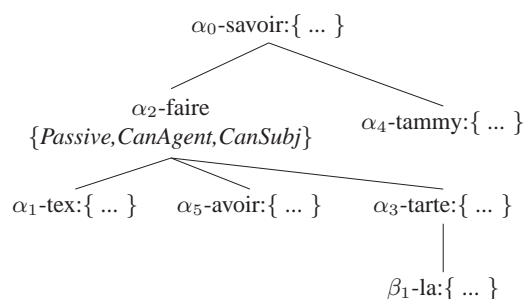 α₀-savoir:{ ... }
α₂-faire
{Passive,CanAgent,CanSubj}
α₄-tammy:{ ... }
α₁-tex:{ ... } α₅-avoir:{ ... } α₃-tarte:{ ... }
β₁-la:{ ... }